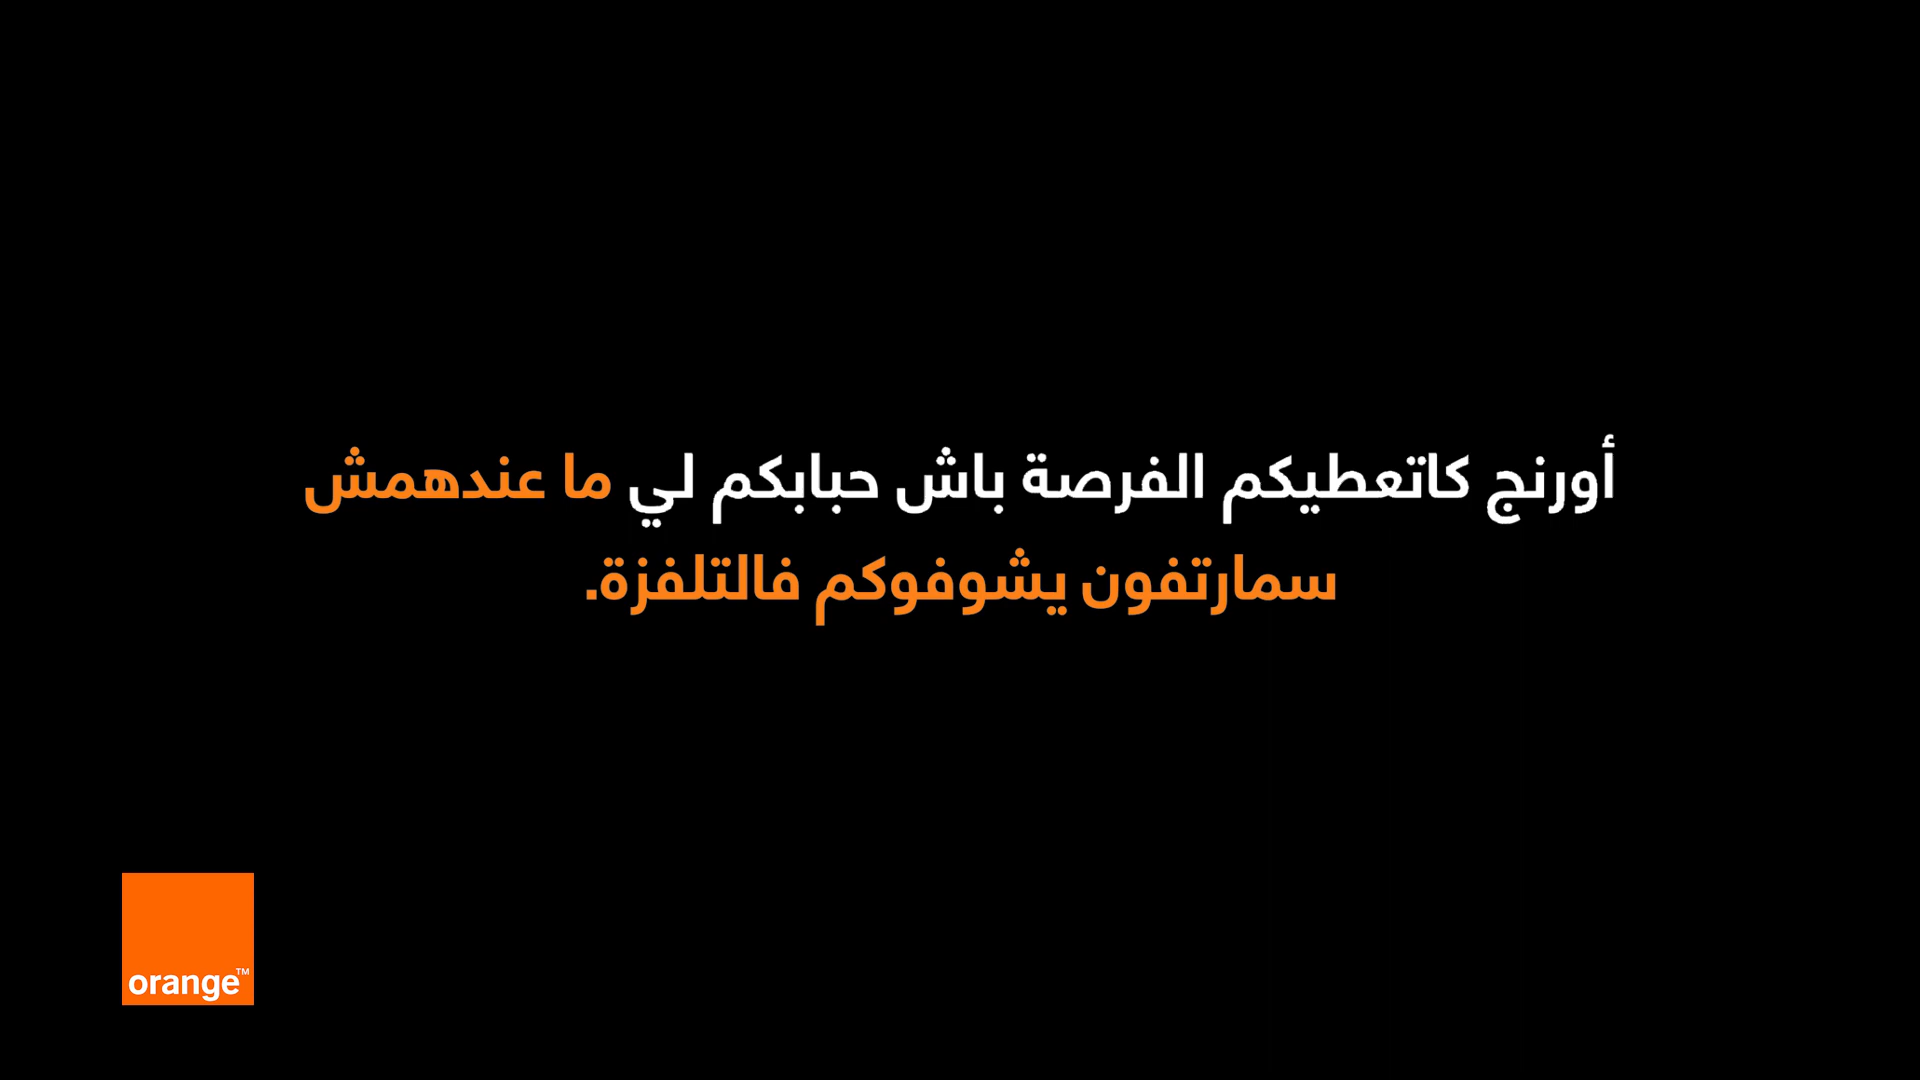 أورنج كاتعطيكم الفرصة باش حبابكم لي ما عندهمش
سمارتفون يشوفوكم فالتلفزة.
orange™